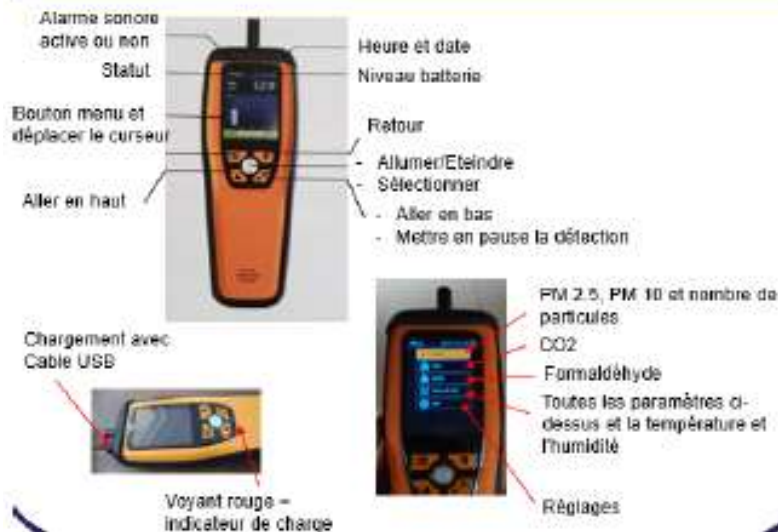 Alarme sonore
active ou non
Statut
Bouton menu et
déplacer le curseur
Aller en haut
Heure et date
Niveau batterie
Retour
- Allumer/Eteindre
- Sélectionner
- Aller en bas
- Mettre en pause la détection
Chargement avec
Cable USB
Voyant rouge =
indicateur de charge
PM 2.5, PM 10 et nombre de
particules
CO2
Formaldéhyde
Toutes les paramètres ci-
dessus et la température et
l'humidité
Réglages